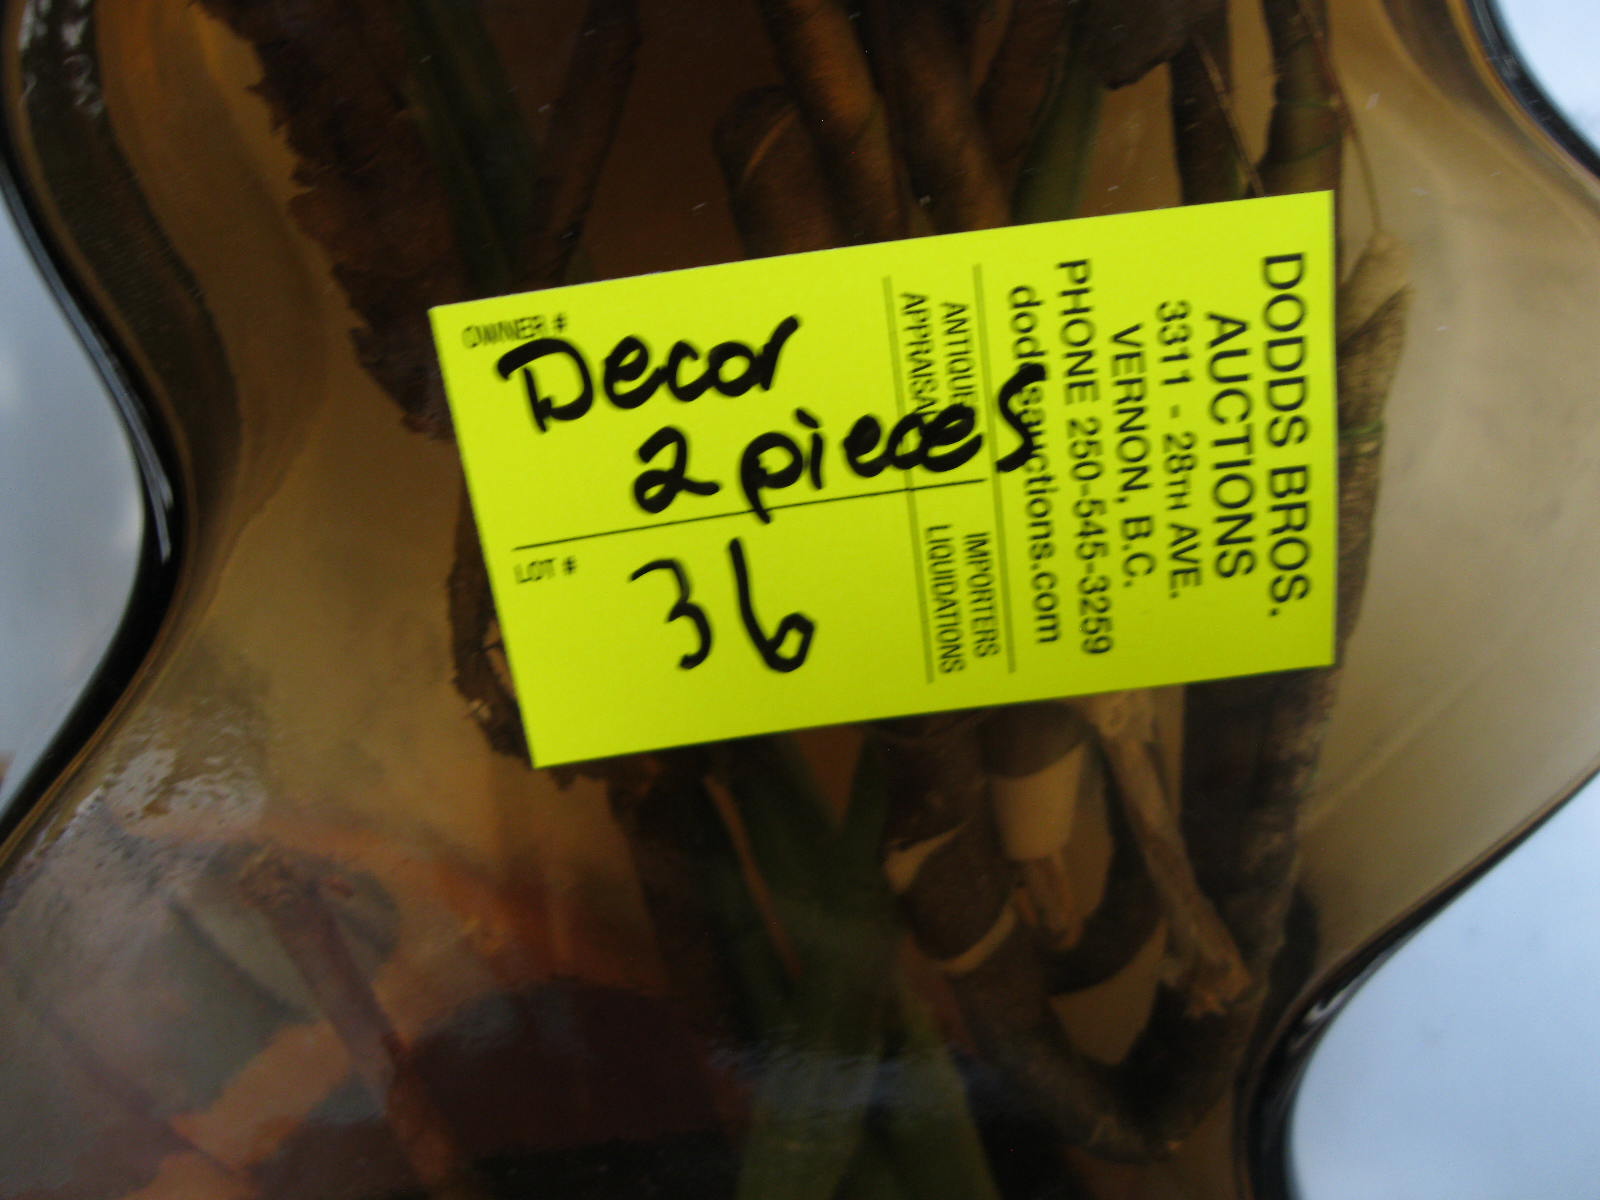 DODDS BROS.
AUCTIONS
3311 - 28TH AVE.
VERNON, B.C.
PHONE 250-545-3259
doddsauctions.com
ANTIQUES IMPORTERS
APPRAISALS LIQUIDATIONS
OWNER #
Decor
2 pieces
LOT #
36